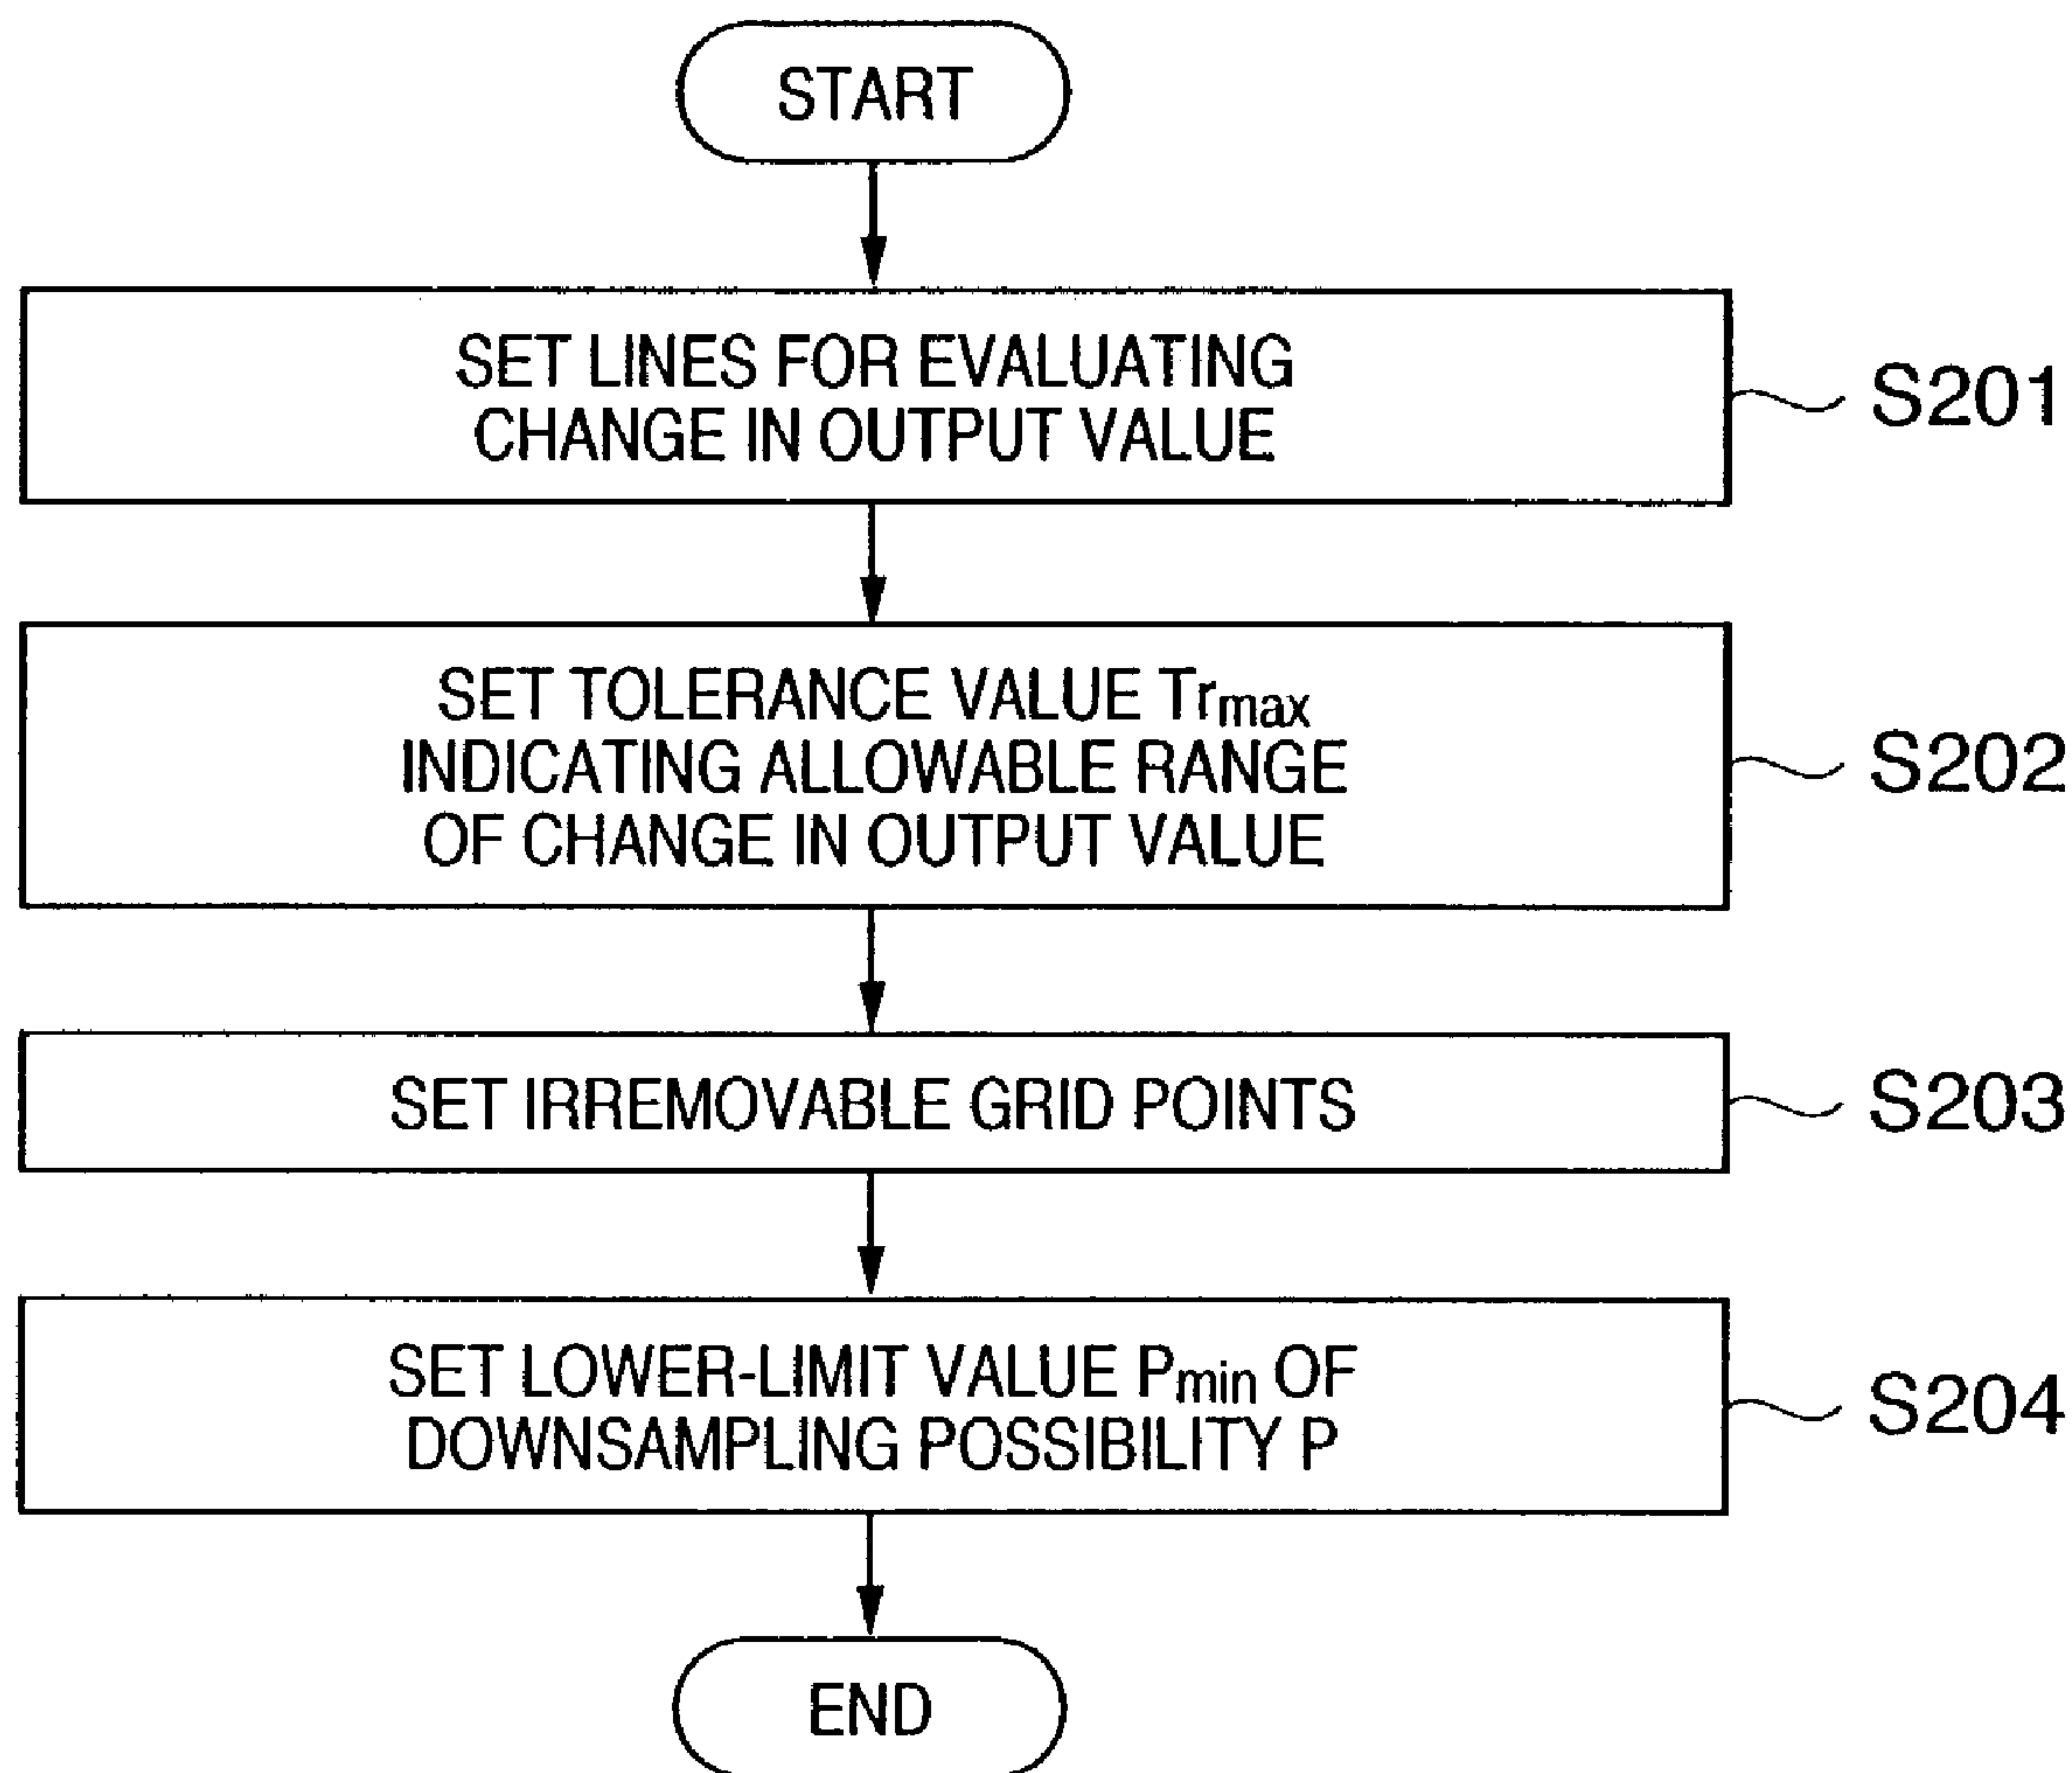 START
SET LINES FOR EVALUATING
CHANGE IN OUTPUT VALUE
S201
SET TOLERANCE VALUE Trmax
INDICATING ALLOWABLE RANGE
OF CHANGE IN OUTPUT VALUE
S202
SET IRREMOVABLE GRID POINTS
S203
SET LOWER-LIMIT VALUE Pmin OF
DOWNSAMPLING POSSIBILITY P
S204
END